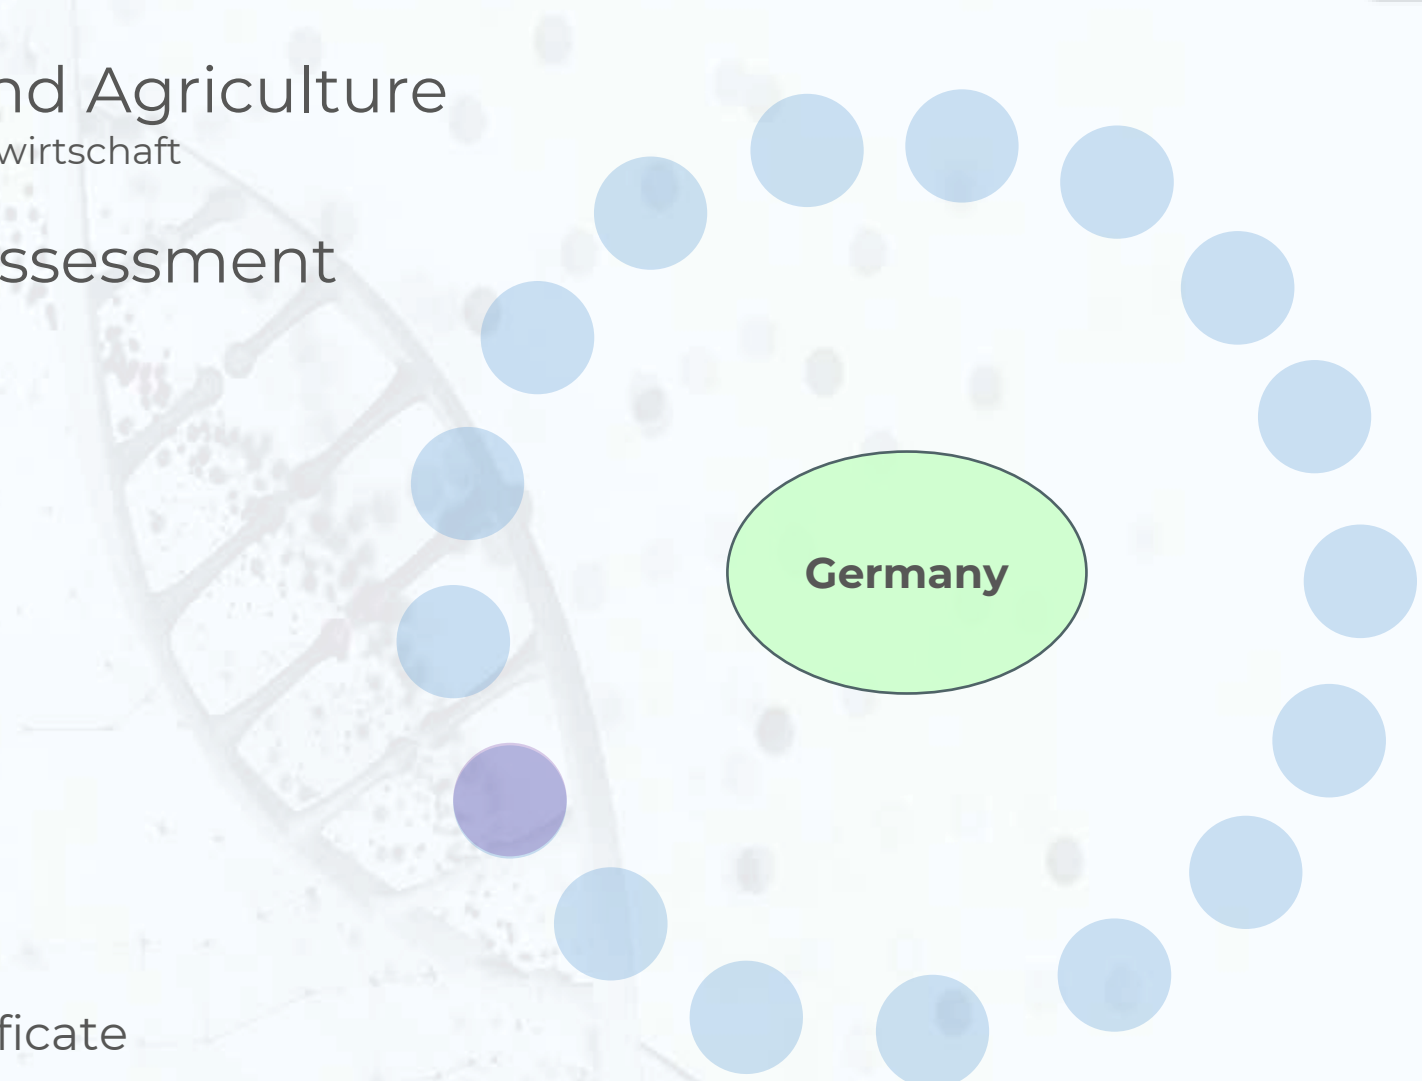 nd Agriculture
wirtschaft
ssessment
Germany
ficate